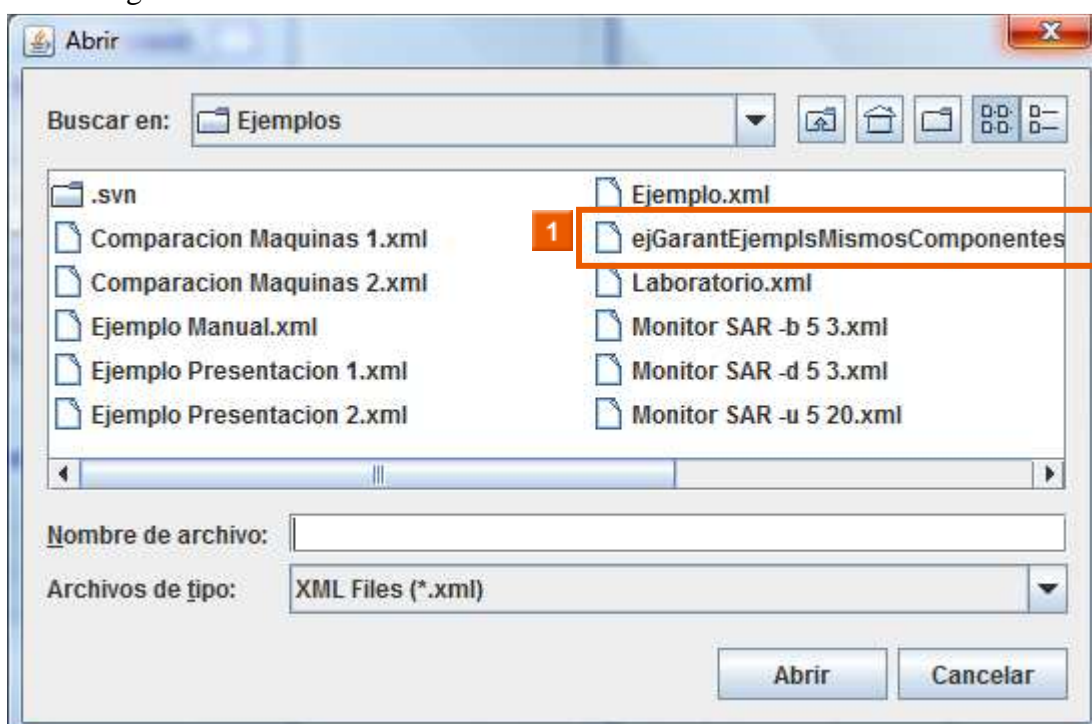 Abrir
Buscar en: Ejemplos
.svn
Comparacion Maquinas 1.xml
Comparacion Maquinas 2.xml
Ejemplo Manual.xml
Ejemplo Presentacion 1.xml
Ejemplo Presentacion 2.xml
Ejemplo.xml
1
ejGarantEjemplsMismosComponentes
Laboratorio.xml
Monitor SAR -b 5 3.xml
Monitor SAR -d 5 3.xml
Monitor SAR -u 5 20.xml
Nombre de archivo:
Archivos de tipo: XML Files (*.xml)
Abrir Cancelar